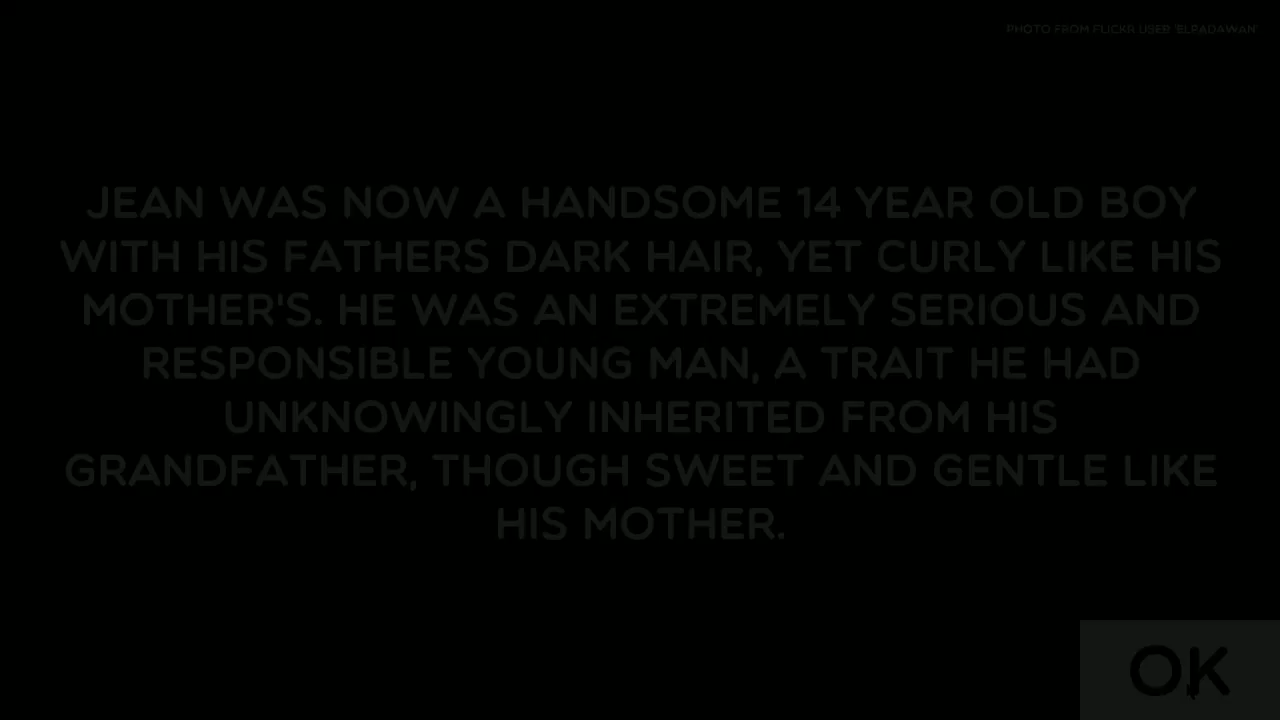 PHOTO FROM FLICKR USER 'ELFADAWAN'
JEAN WAS NOW A HANDSOME 14 YEAR OLD BOY
WITH HIS FATHERS DARK HAIR, YET CURLY LIKE HIS
MOTHER'S. HE WAS AN EXTREMELY SERIOUS AND
RESPONSIBLE YOUNG MAN, A TRAIT HE HAD
UNKNOWINGLY INHERITED FROM HIS
GRANDFATHER, THOUGH SWEET AND GENTLE LIKE
HIS MOTHER.
OK